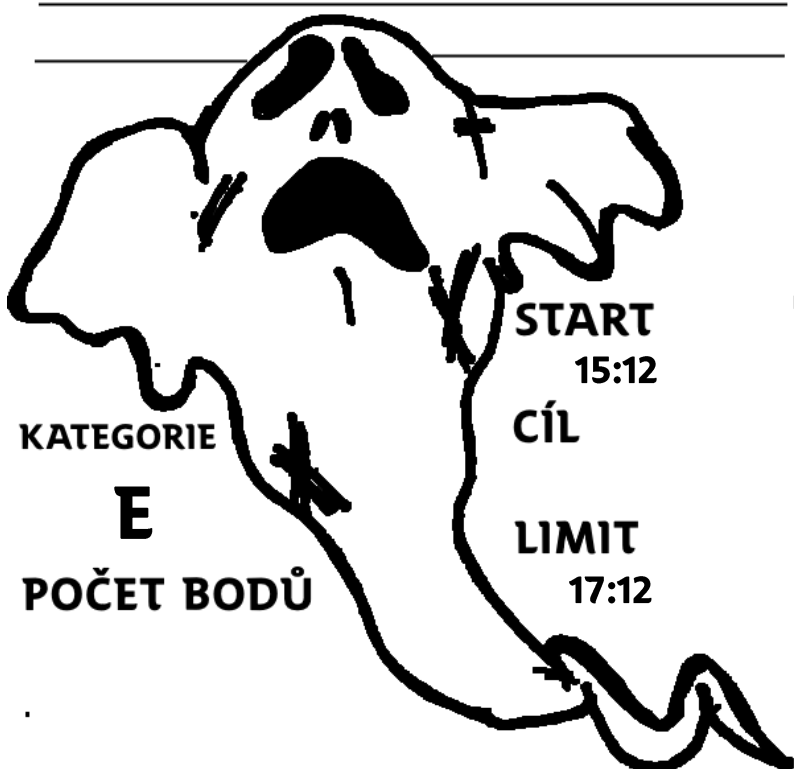 START
15:12
CÍL
KATEGORIE
E
LIMIT
17:12
POČET BODŮ